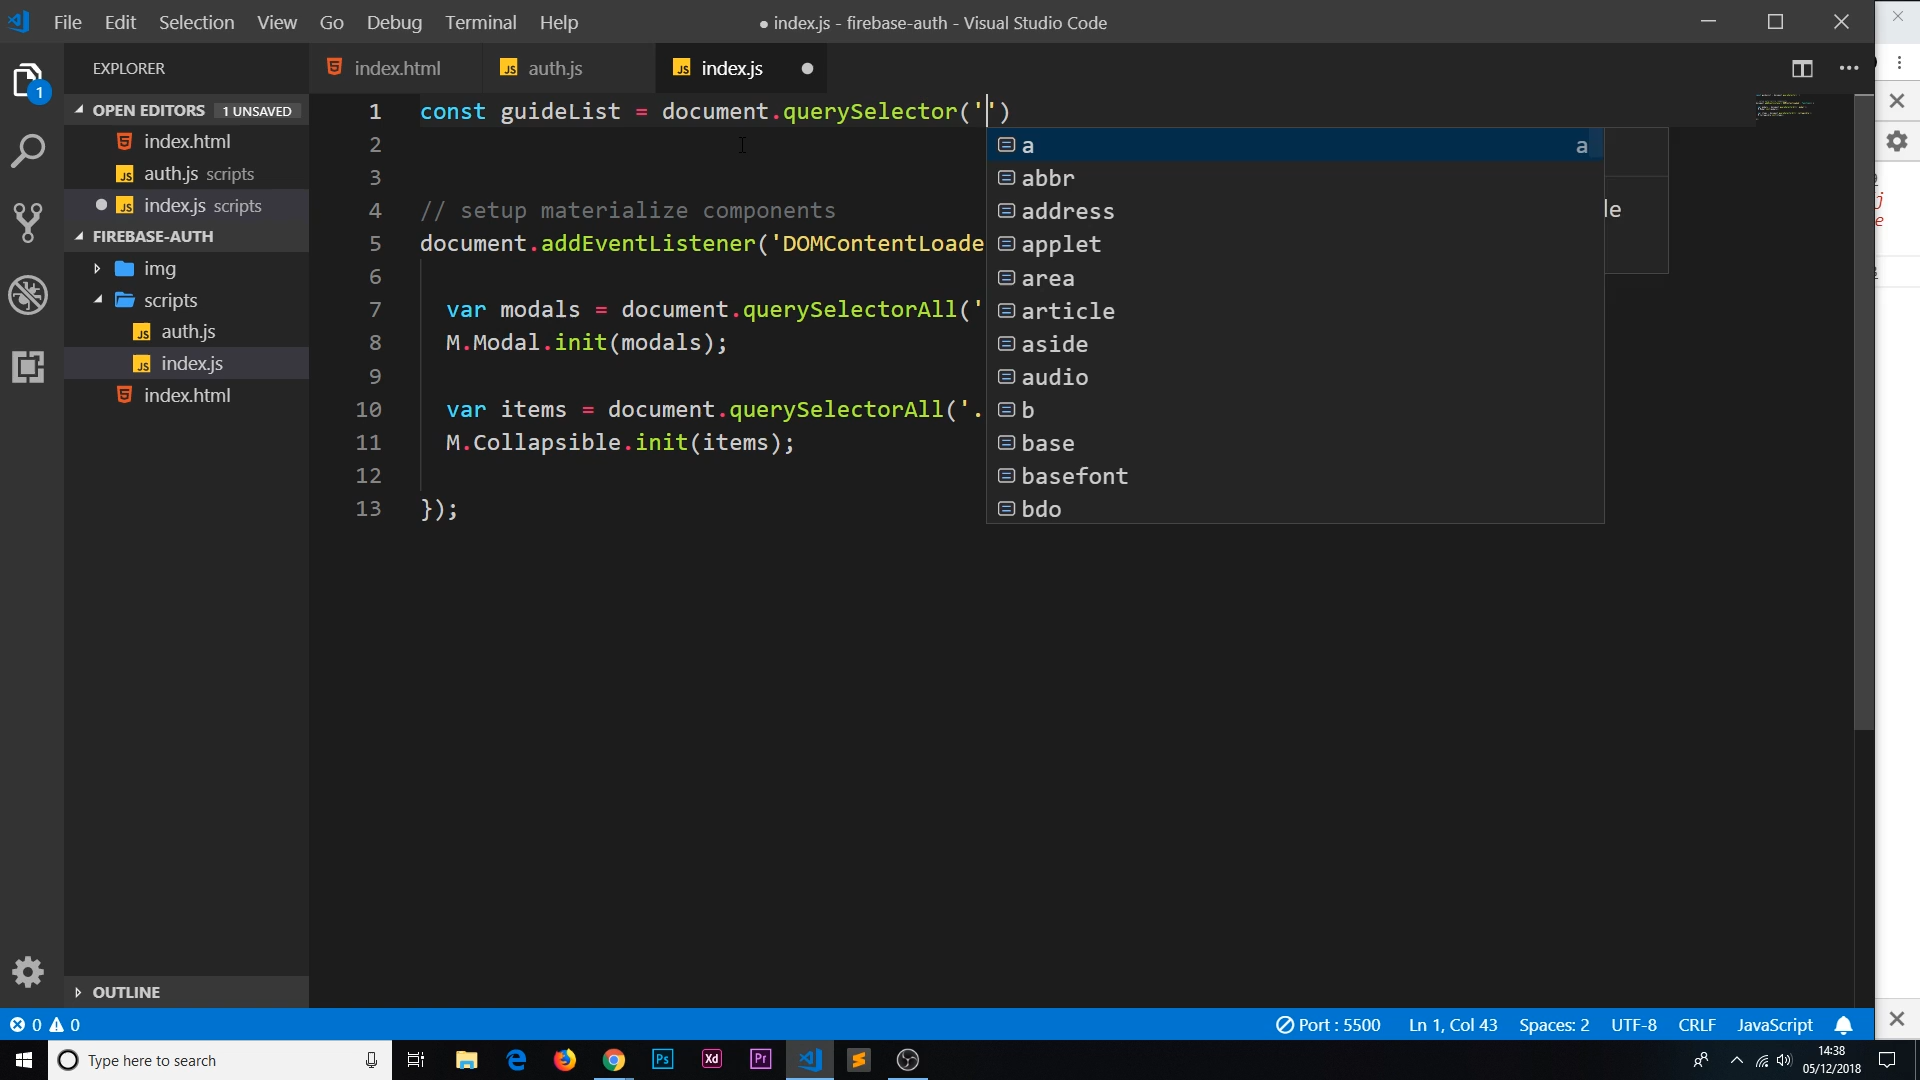 File Edit Selection View Go Debug Terminal Help
● index.js - firebase-auth - Visual Studio Code
EXPLORER
index.html
auth.js
index.js
1
OPEN EDITORS 1 UNSAVED
index.html
auth.js scripts
index.js scripts
FIREBASE-AUTH
img
scripts
auth.js
index.js
index.html
OUTLINE
1 const guideList = document.querySelector('')
2
3
4 // setup materialize components
5 document.addEventListener('DOMContentLoade
6
7 var modals = document.querySelectorAll('
8 M.Modal.init(modals);
9
10 var items = document.querySelectorAll('.
11 M.Collapsible.init(items);
12
13 });
a a
abbr
address
applet
area
article
aside
audio
b
base
basefont
bdo
le
j
e
0 0
Port : 5500 Ln 1, Col 43 Spaces: 2 UTF-8 CRLF JavaScript
Type here to search
Ps
Xd
Pr
14:38
05/12/2018